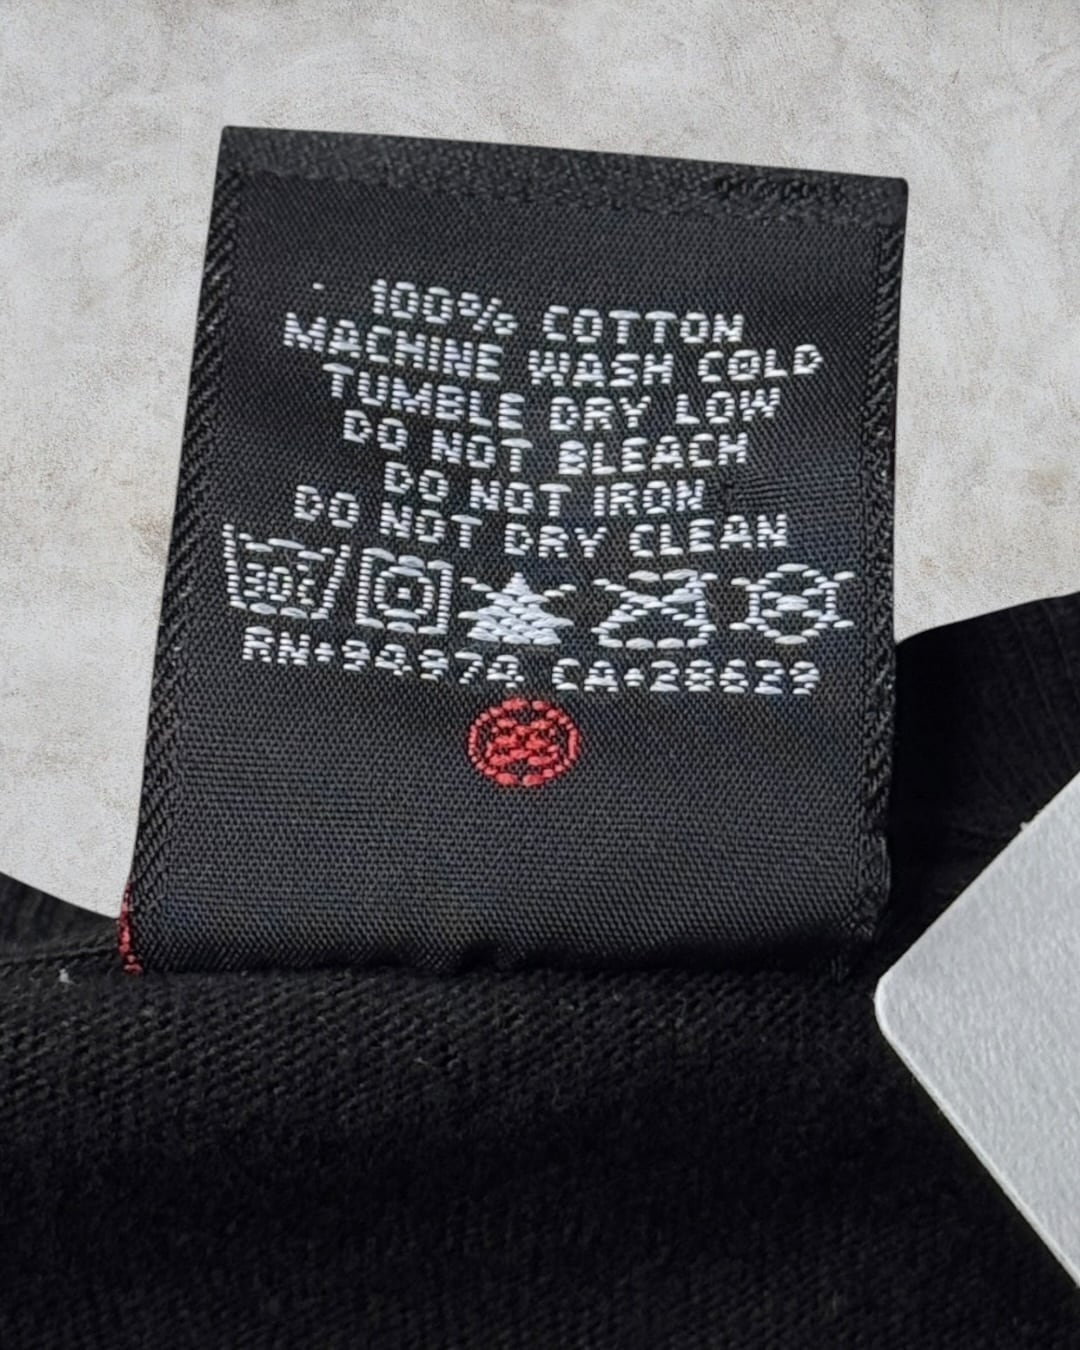 100% COTTON
MACHINE WASH COLD
TUMBLE DRY LOW
DO NOT BLEACH
DO NOT IRON
DO NOT DRY CLEAN
RN•94974 CA•28629